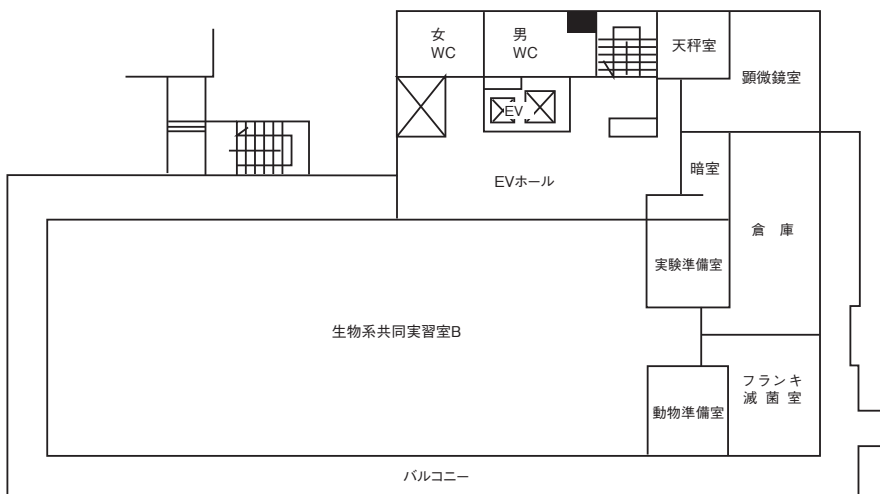 女
WC
男
WC
天秤室
顕微鏡室
EV
暗室
EVホール
倉　庫
実験準備室
生物系共同実習室B
フランキ
滅 菌 室
動物準備室
バルコニー